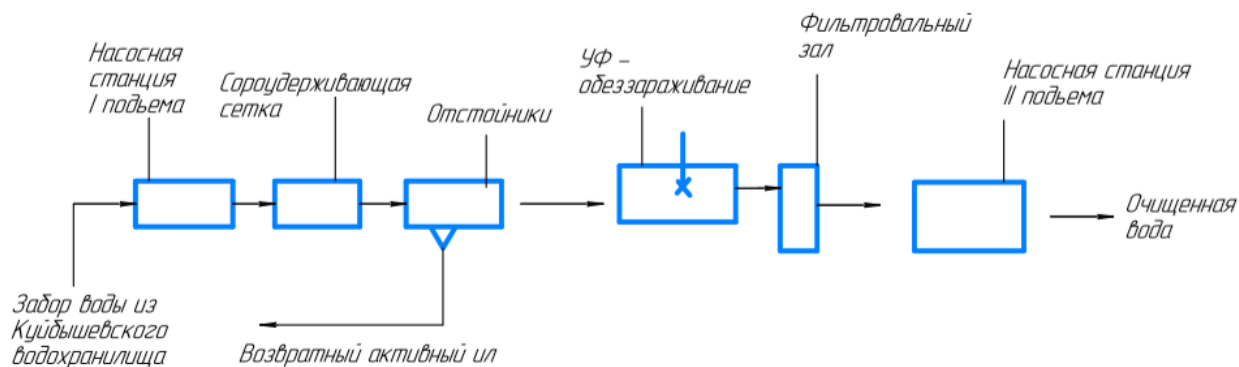 Насосная
станция
I подъема
Сороудерживающая
сетка
Отстойники
УФ –
обеззараживание
Фильтровальный
зал
Насосная станция
II подъема
Очищенная
вода
Забор воды из
Куйбышевского
водохранилища
Возвратный активный ил